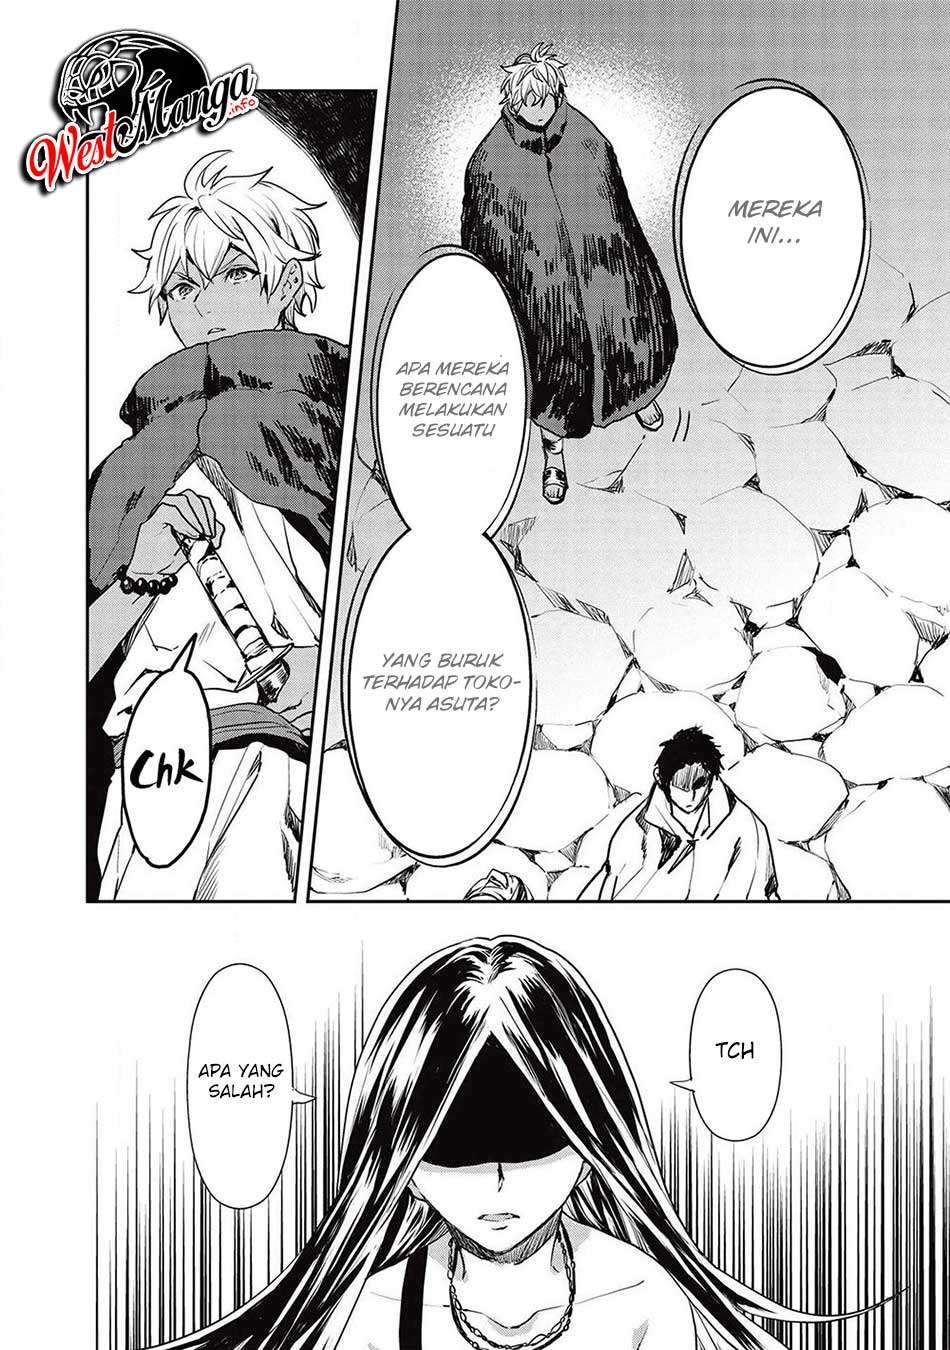 WestManga
.info
MEREKA
INI...
APA MEREKA
BERENCANA
MELAKUKAN
SESUATU
YANG BURUK
TERHADAP TOKO-
NYA ASUTA?
Chk
TCH
APA YANG
SALAH?